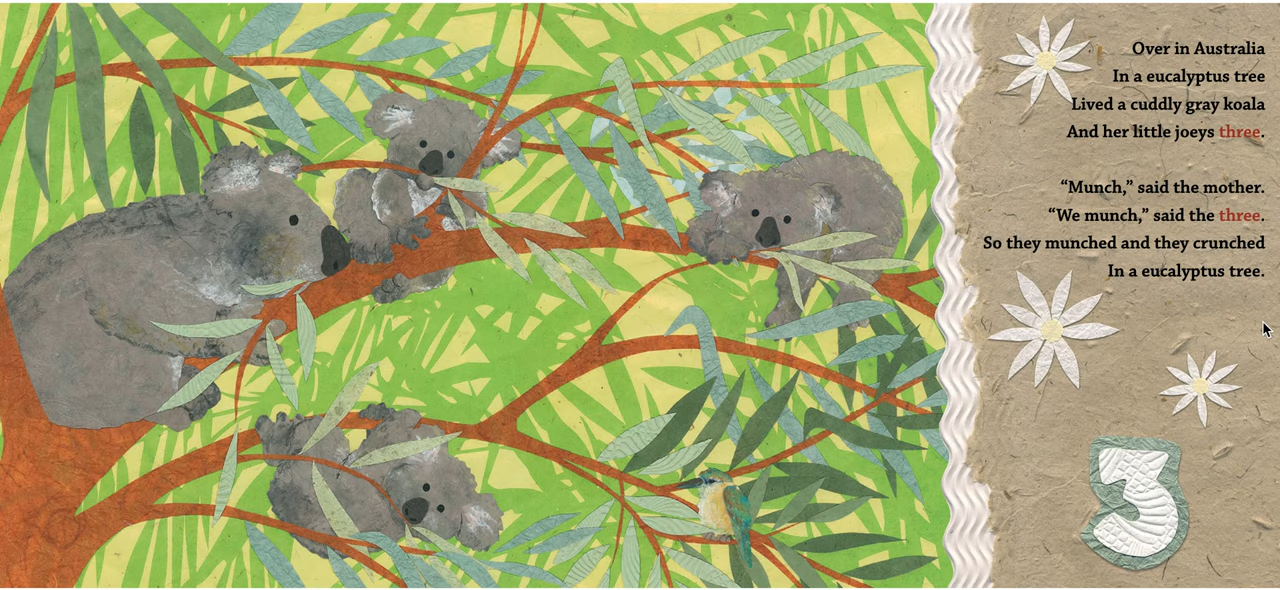 Over in Australia
In a eucalyptus tree
Lived a cuddly gray koala
And her little joeys three.
“Munch,” said the mother.
“We munch,” said the three.
So they munched and they crunched
In a eucalyptus tree.
3